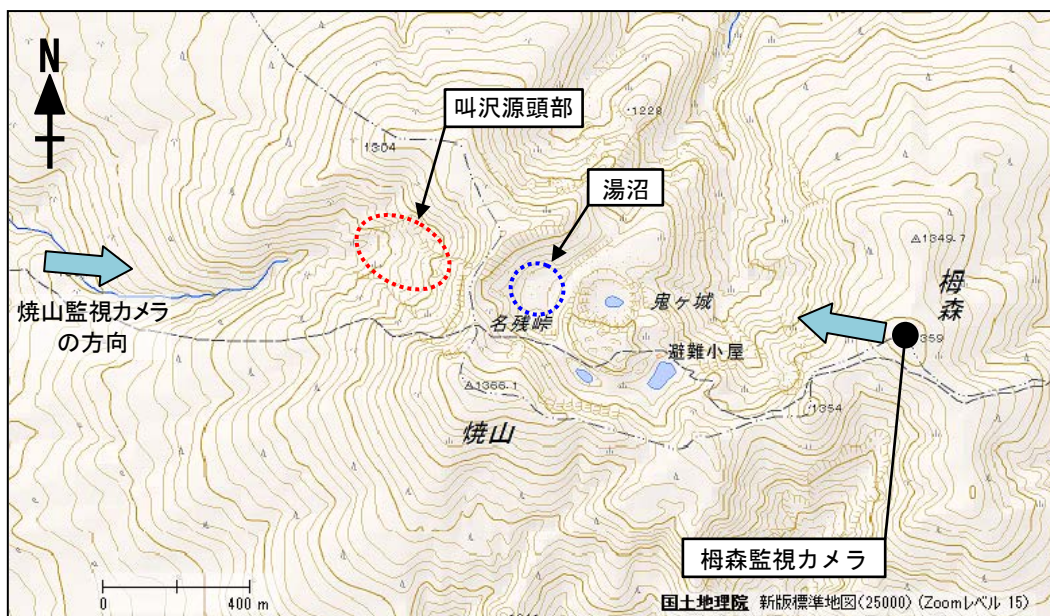 N
叫沢源頭部
・1228
1304
湯沼
△1349.7
栂森
焼山監視カメラ
の方向
鬼ヶ城
名残峠
1359
避難小屋
△1366.1
・1354
焼山
栂森監視カメラ
0 400 m
国土地理院 新版標準地図(25000) (ZoomレベルL 15)